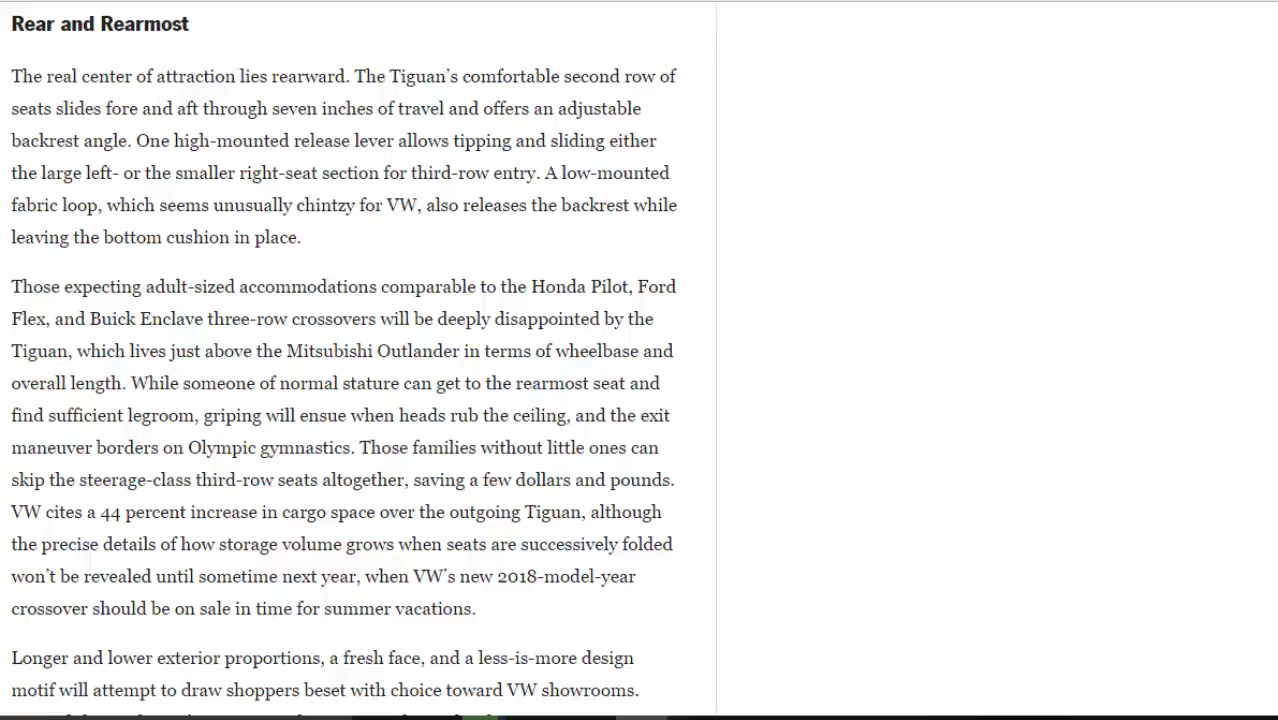 Rear and Rearmost
The real center of attraction lies rearward. The Tiguan's comfortable second row of
seats slides fore and aft through seven inches of travel and offers an adjustable
backrest angle. One high-mounted release lever allows tipping and sliding either
the large left- or the smaller right-seat section for third-row entry. A low-mounted
fabric loop, which seems unusually chintzy for VW, also releases the backrest while
leaving the bottom cushion in place.
Those expecting adult-sized accommodations comparable to the Honda Pilot, Ford
Flex, and Buick Enclave three-row crossovers will be deeply disappointed by the
Tiguan, which lives just above the Mitsubishi Outlander in terms of wheelbase and
overall length. While someone of normal stature can get to the rearmost seat and
find sufficient legroom, griping will ensue when heads rub the ceiling, and the exit
maneuver borders on Olympic gymnastics. Those families without little ones can
skip the steerage-class third-row seats altogether, saving a few dollars and pounds.
VW cites a 44 percent increase in cargo space over the outgoing Tiguan, although
the precise details of how storage volume grows when seats are successively folded
won't be revealed until sometime next year, when VW's new 2018-model-year
crossover should be on sale in time for summer vacations.
Longer and lower exterior proportions, a fresh face, and a less-is-more design
motif will attempt to draw shoppers beset with choice toward VW showrooms.